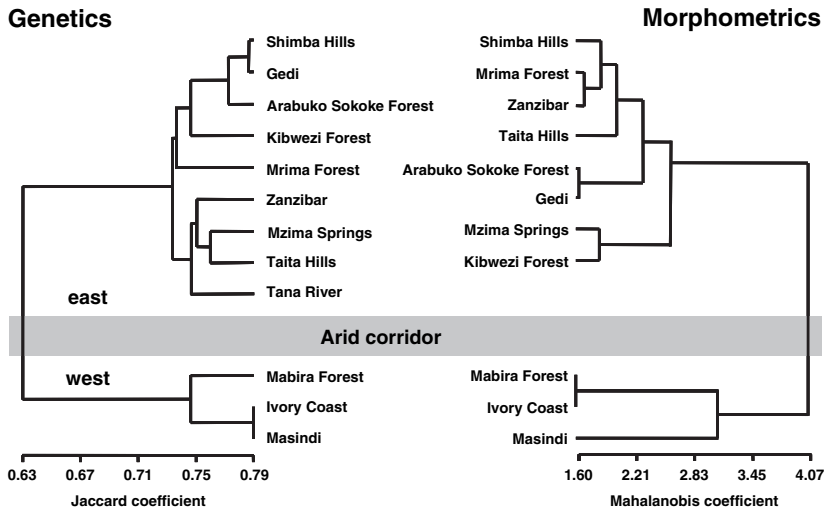 Genetics
Morphometrics
Shimba Hills
Gedi
Arabuko Sokoke Forest
Kibwezi Forest
Mrima Forest
Zanzibar
Mzima Springs
Taita Hills
Tana River
Shimba Hills
Mrima Forest
Zanzibar
Taita Hills
Arabuko Sokoke Forest
Gedi
Mzima Springs
Kibwezi Forest
east
Arid corridor
west
Mabira Forest
Ivory Coast
Masindi
Mabira Forest
Ivory Coast
Masindi
0.63 0.67 0.71 0.75 0.79
Jaccard coefficient
1.60 2.21 2.83 3.45 4.07
Mahalanobis coefficient